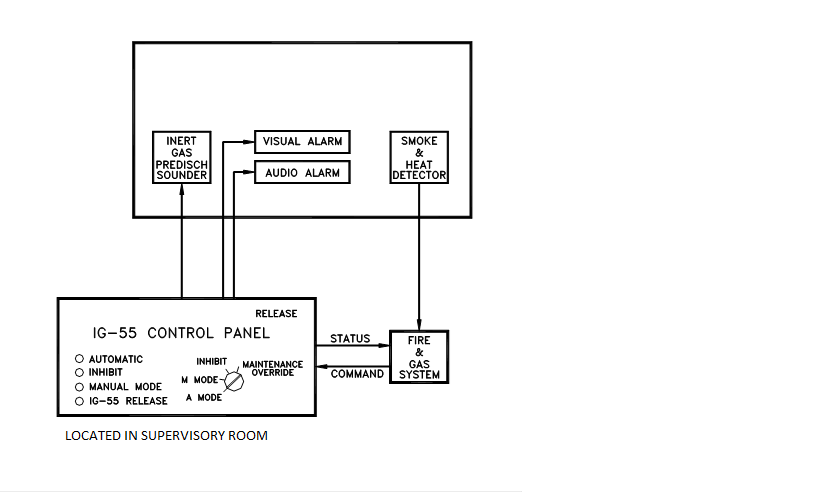 INERT
GAS
PREDISCH
SOUNDER
VISUAL ALARM
AUDIO ALARM
SMOKE
&
HEAT
DETECTOR
RELEASE
IG-55 CONTROL PANEL
AUTOMATIC
INHIBIT
MANUAL MODE
IG-55 RELEASE
INHIBIT
MAINTENANCE
OVERRIDE
M MODE
A MODE
STATUS
COMMAND
FIRE
&
GAS
SYSTEM
LOCATED IN SUPERVISORY ROOM